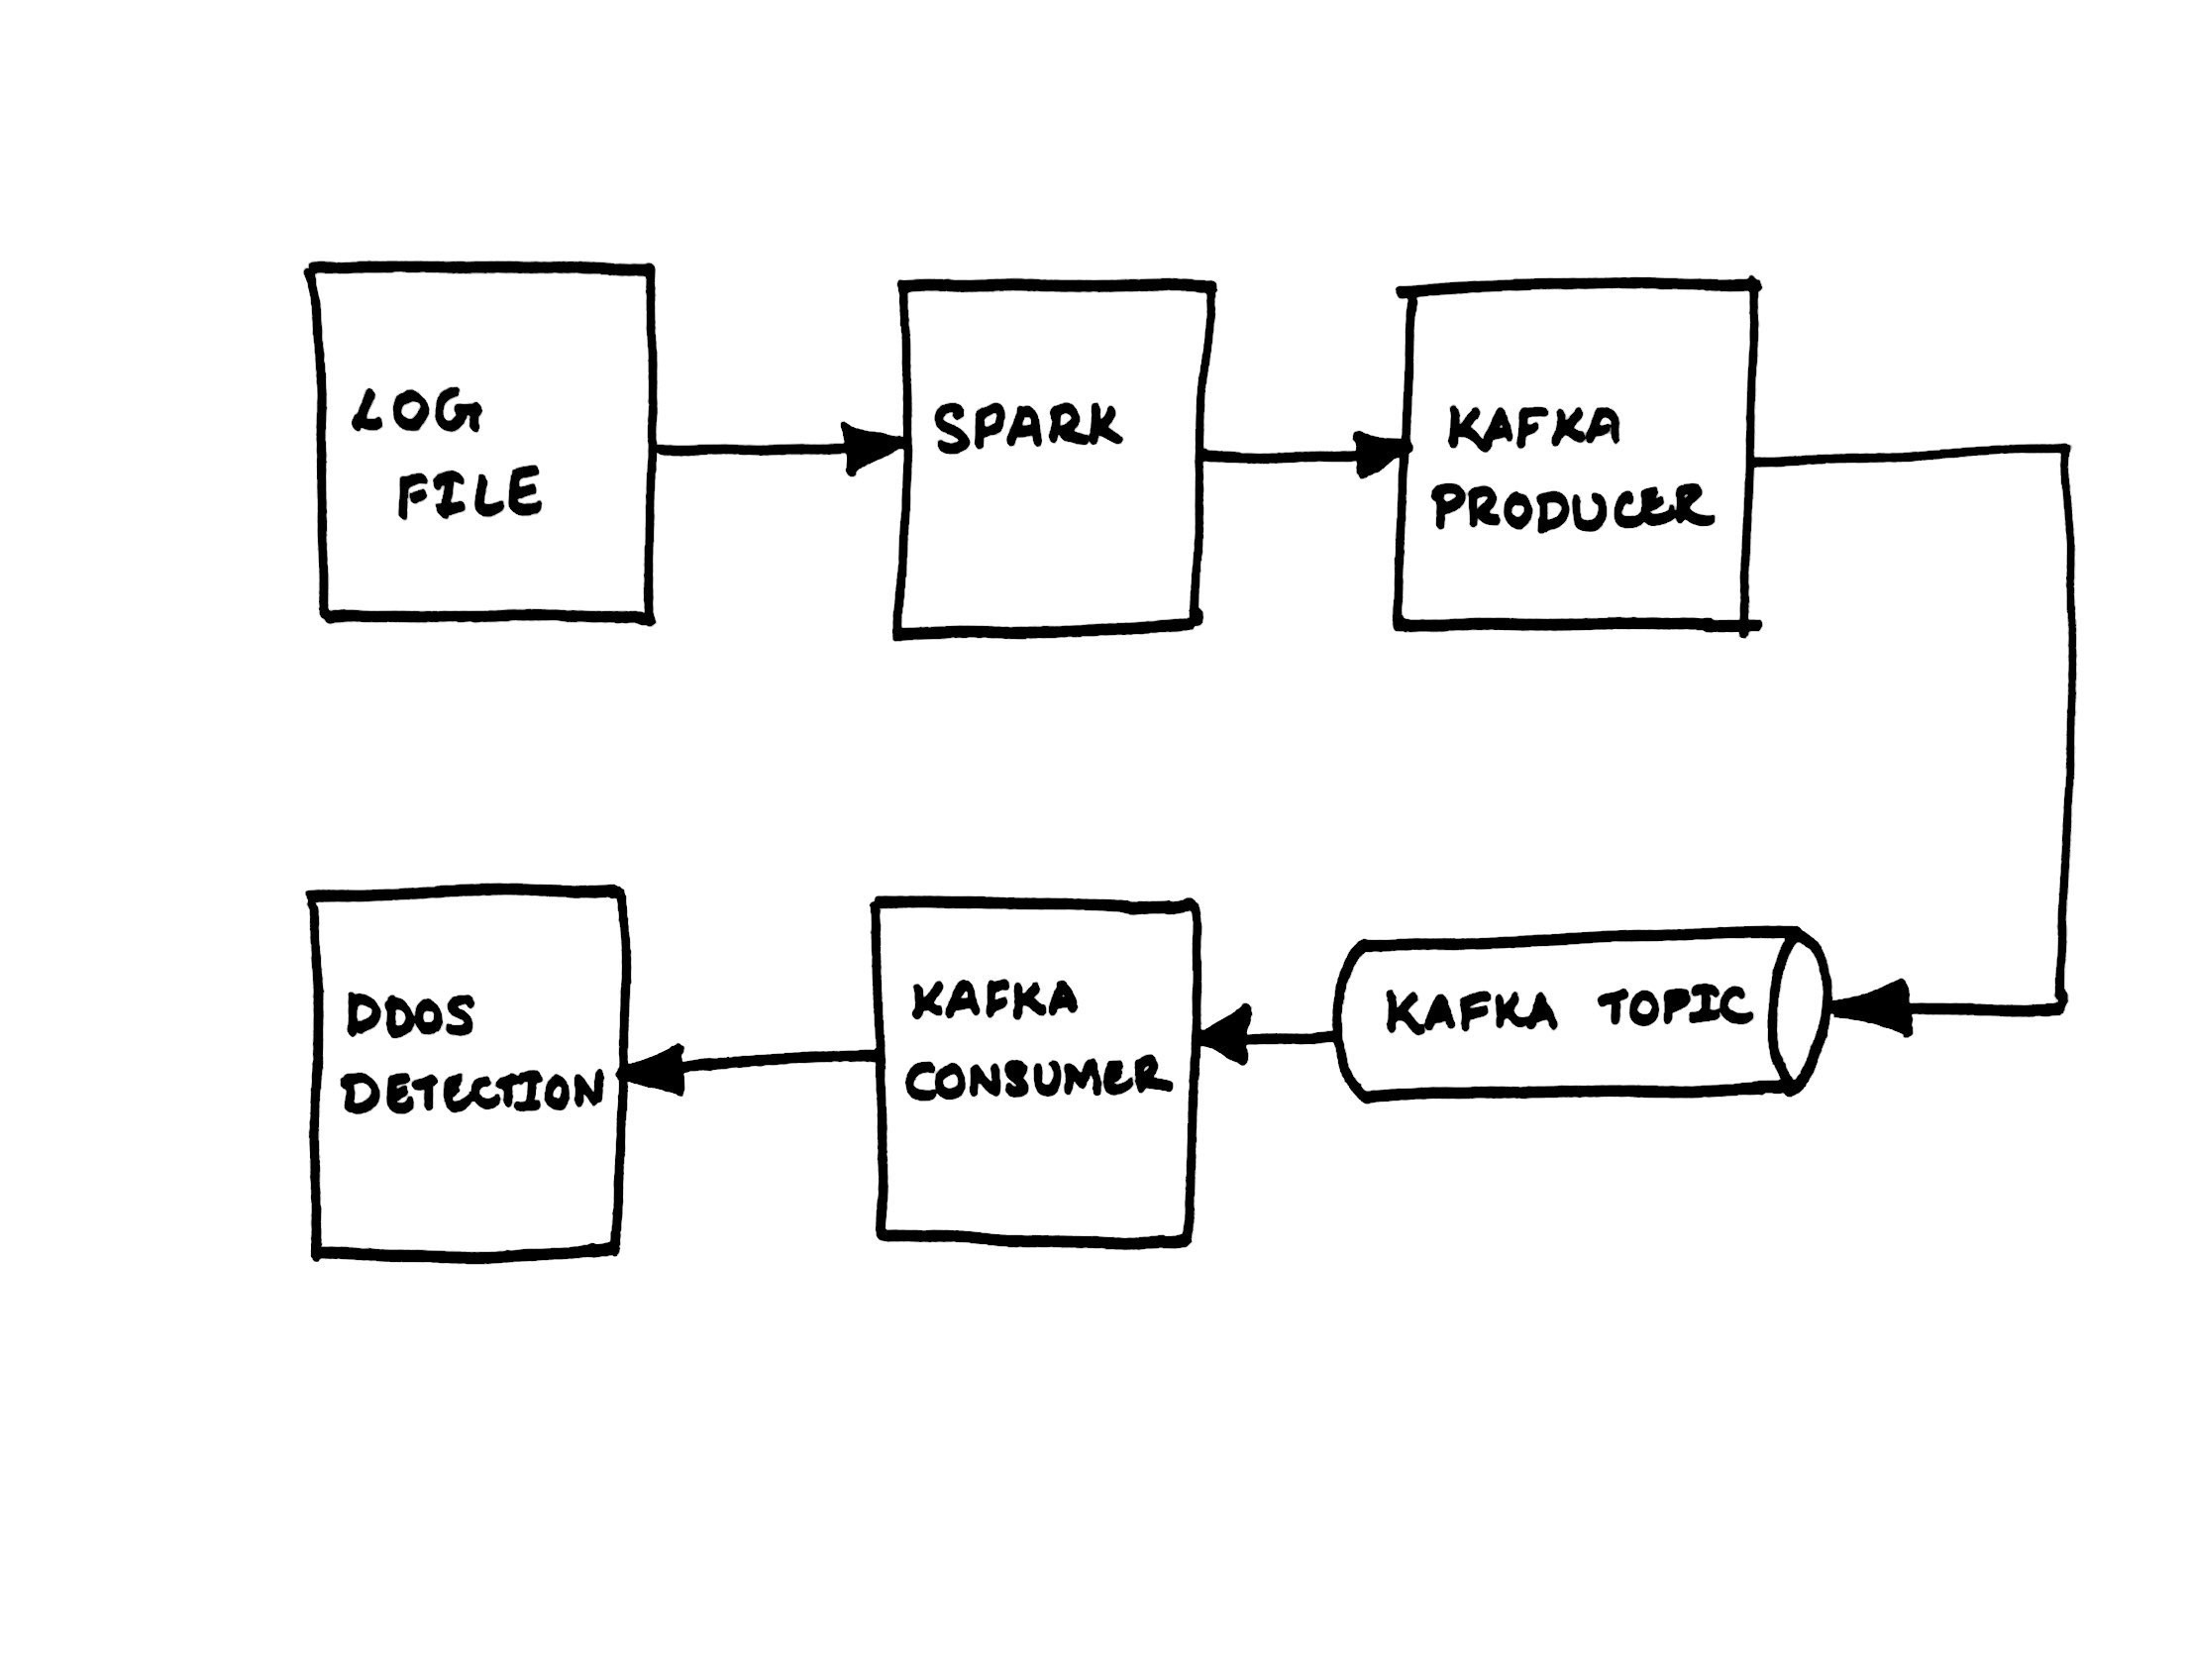 LOG
FILE
SPARK
KAFKA
PRODUCER
DDOS
DETECTION
KAFKA
CONSUMER
KAFKA TOPIC